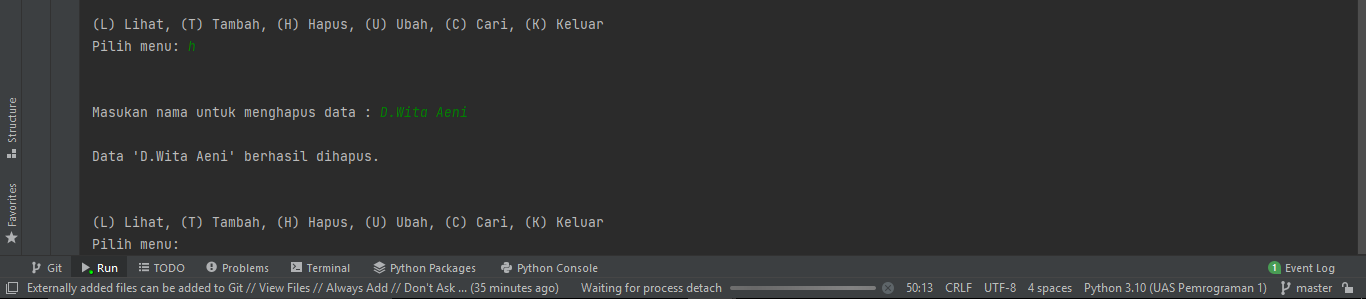 (L) Lihat, (T) Tambah, (H) Hapus, (U) Ubah, (C) Cari, (K) Keluar
Pilih menu: h
Masukan nama untuk menghapus data : D.Wita Aeni
Data 'D.Wita Aeni' berhasil dihapus.
(L) Lihat, (T) Tambah, (H) Hapus, (U) Ubah, (C) Cari, (K) Keluar
Pilih menu:
Structure
Favorites
Git Run TODO Problems Terminal Python Packages Python Console 1 Event Log
Externally added files can be added to Git // View Files // Always Add // Don't Ask ... (35 minutes ago) Waiting for process detach 50:13 CRLF UTF-8 4 spaces Python 3.10 (UAS Pemrograman 1) master